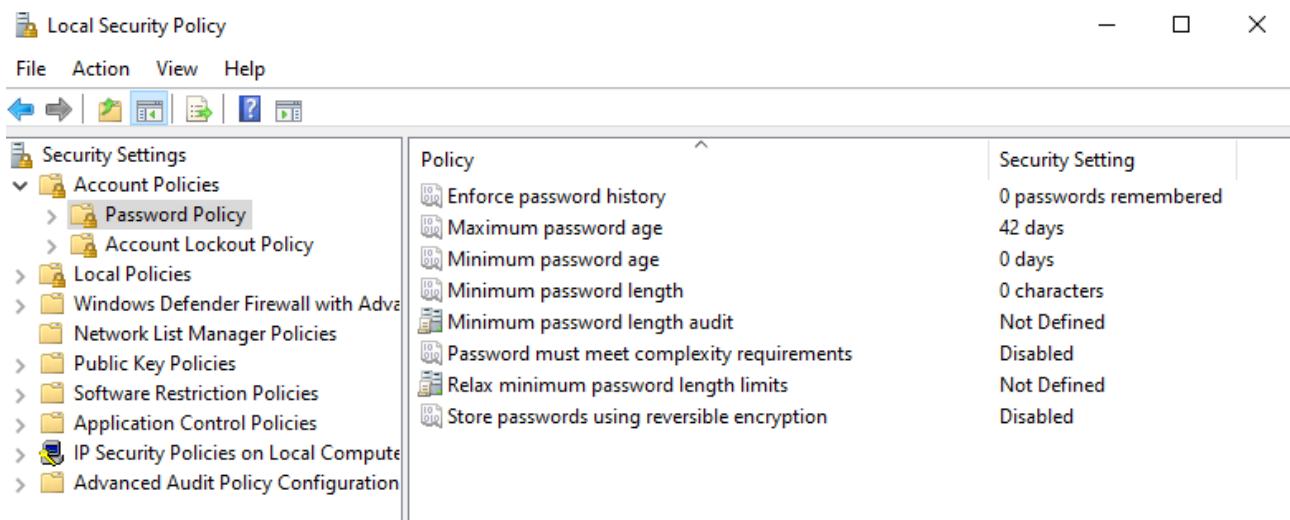 Local Security Policy
File Action View Help
Security Settings
Account Policies
Password Policy
Account Lockout Policy
Local Policies
Windows Defender Firewall with Adva
Network List Manager Policies
Public Key Policies
Software Restriction Policies
Application Control Policies
IP Security Policies on Local Compute
Advanced Audit Policy Configuration
Policy Security Setting
Enforce password history 0 passwords remembered
Maximum password age 42 days
Minimum password age 0 days
Minimum password length 0 characters
Minimum password length audit Not Defined
Password must meet complexity requirements Disabled
Relax minimum password length limits Not Defined
Store passwords using reversible encryption Disabled